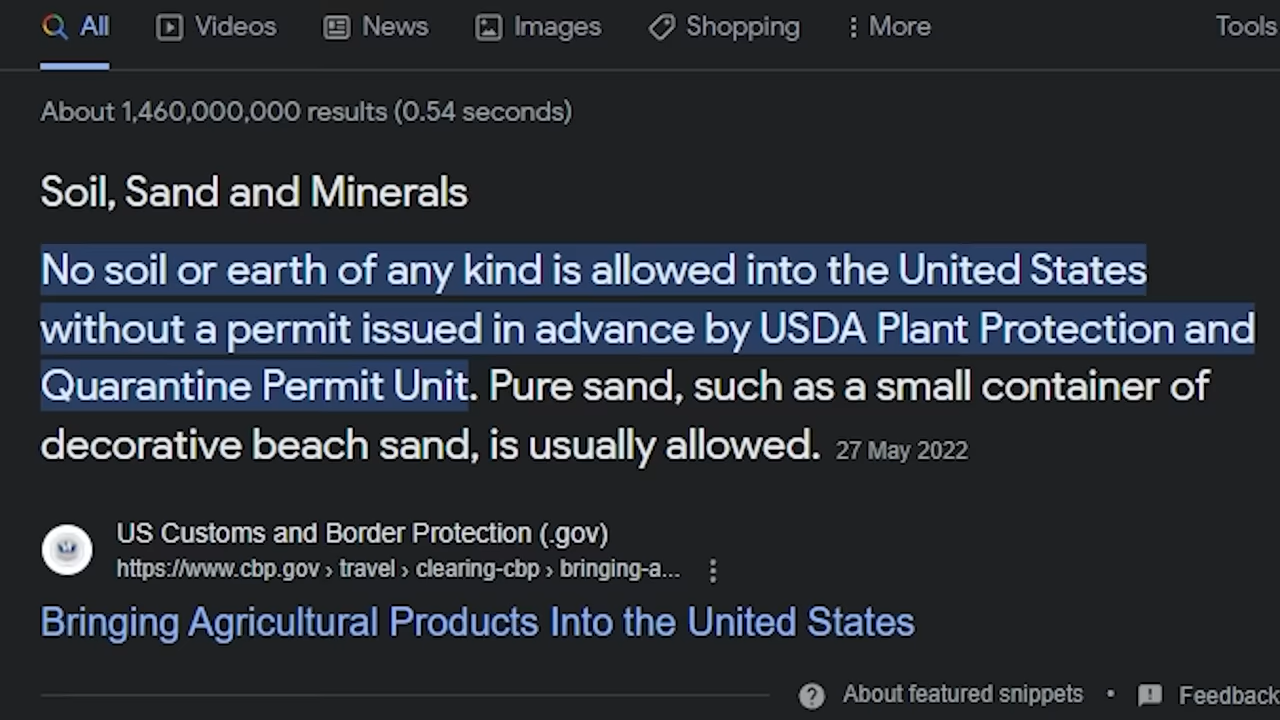 All Videos News Images Shopping More Tools
About 1,460,000,000 results (0.54 seconds)
Soil, Sand and Minerals
No soil or earth of any kind is allowed into the United States
without a permit issued in advance by USDA Plant Protection and
Quarantine Permit Unit. Pure sand, such as a small container of
decorative beach sand, is usually allowed. 27 May 2022
US Customs and Border Protection (.gov)
https://www.cbp.gov › travel › clearing-cbp › bringing-a...
Bringing Agricultural Products Into the United States
About featured snippets • Feedback